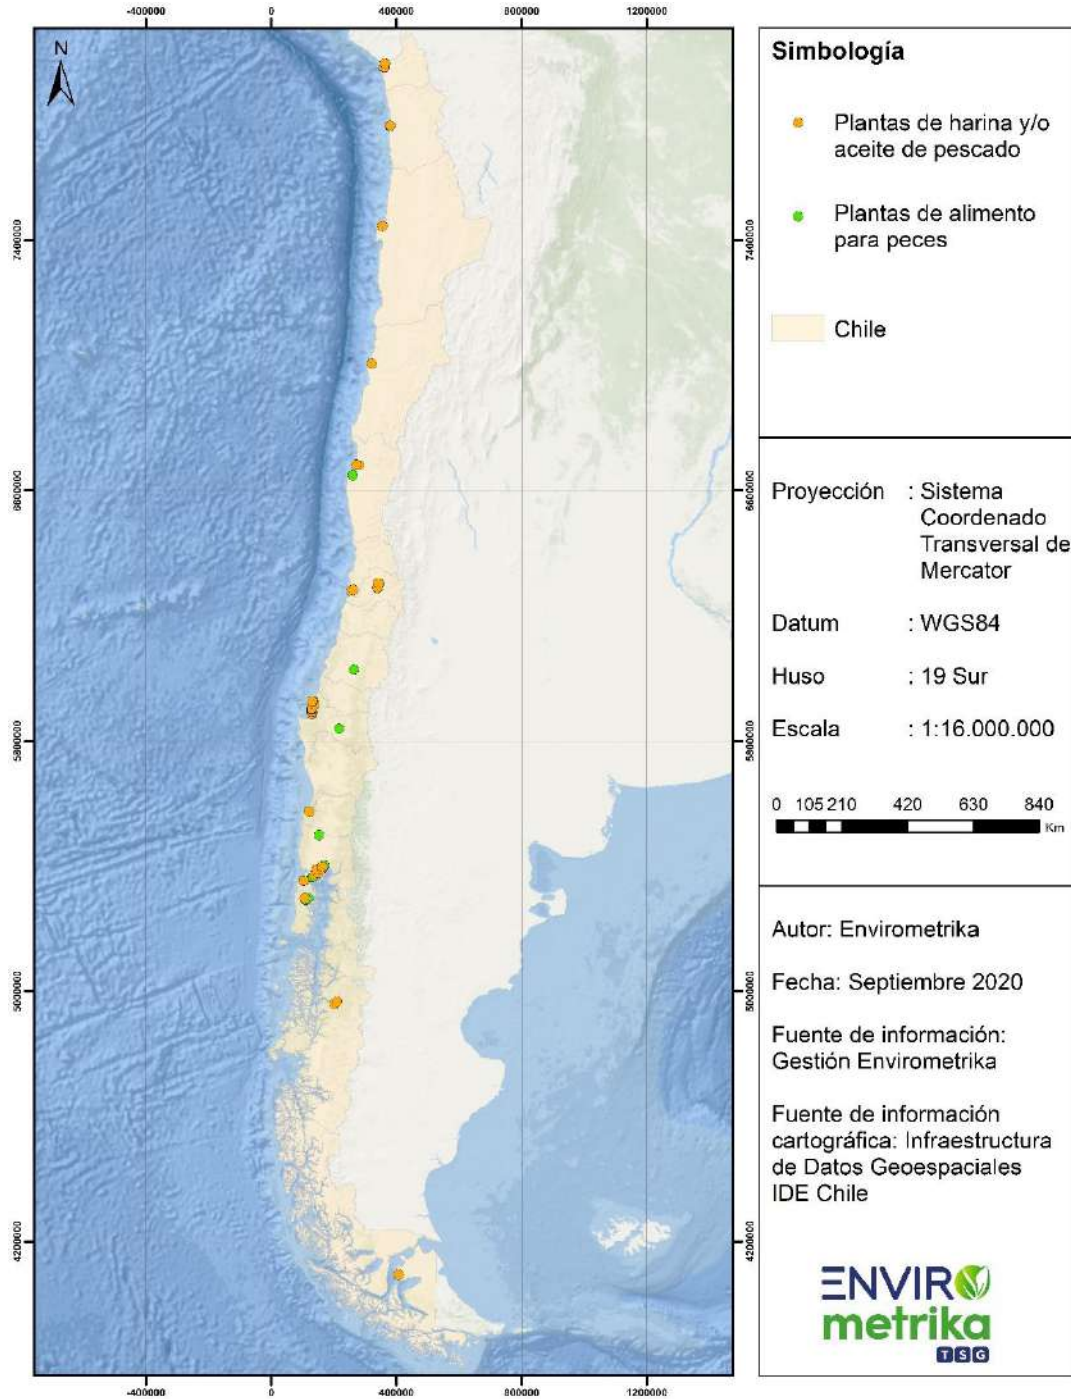 -400000 0 400000 800000 1200000
N
7400000
6600000
5800000
5000000
4200000
7400000
6600000
5800000
5000000
4200000
-400000 0 400000 800000 1200000
Simbología
Plantas de harina y/o
aceite de pescado
Plantas de alimento
para peces
Chile
Proyección : Sistema
Coordenado
Transversal de
Mercator
Datum : WGS84
Huso : 19 Sur
Escala : 1:16.000.000
0 105 210 420 630 840
Km
Autor: Envirometrika
Fecha: Septiembre 2020
Fuente de información:
Gestión Envirometrika
Fuente de información
cartográfica: Infraestructura
de Datos Geoespaciales
IDE Chile
ENVIRO
metrika
TSG